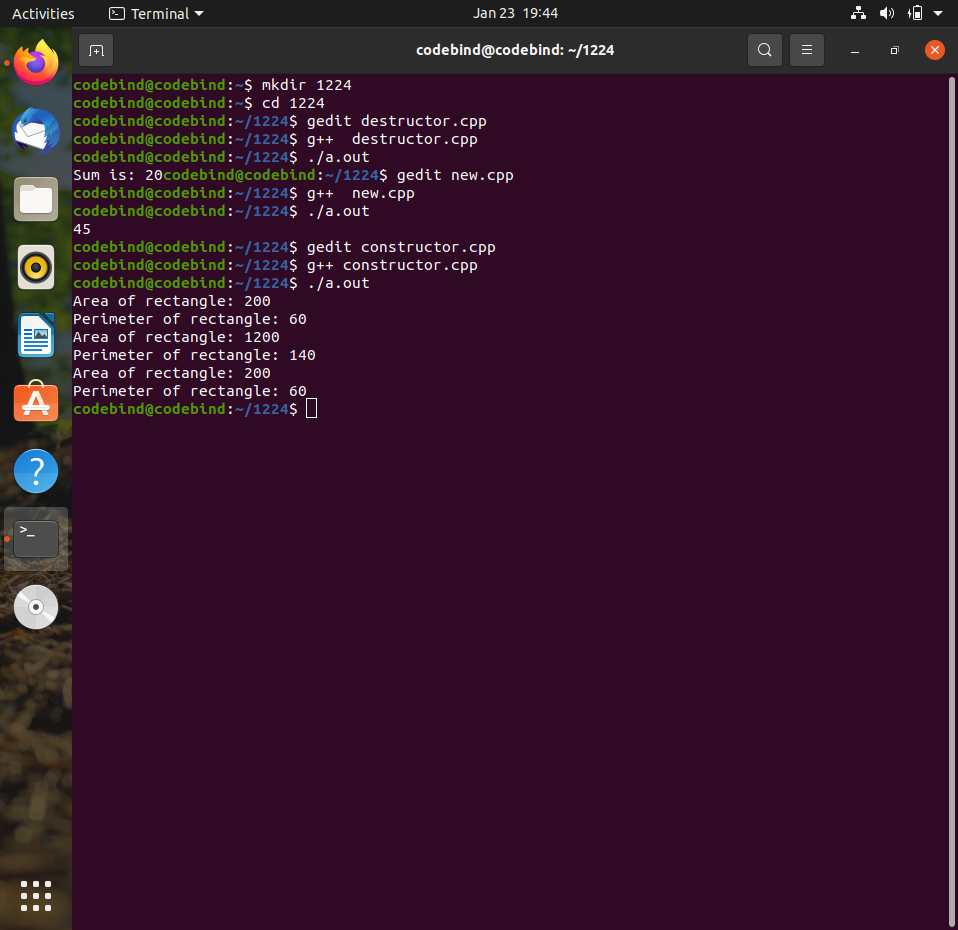 Activities Terminal Jan 23 19:44
codebind@codebind: ~/1224
codebind@codebind:~$ mkdir 1224
codebind@codebind:~$ cd 1224
codebind@codebind:~/1224$ gedit destructor.cpp
codebind@codebind:~/1224$ g++  destructor.cpp
codebind@codebind:~/1224$ ./a.out
Sum is: 20codebind@codebind:~/1224$ gedit new.cpp
codebind@codebind:~/1224$ g++  new.cpp
codebind@codebind:~/1224$ ./a.out
45
codebind@codebind:~/1224$ gedit constructor.cpp
codebind@codebind:~/1224$ g++ constructor.cpp
codebind@codebind:~/1224$ ./a.out
Area of rectangle: 200
Perimeter of rectangle: 60
Area of rectangle: 1200
Perimeter of rectangle: 140
Area of rectangle: 200
Perimeter of rectangle: 60
codebind@codebind:~/1224$